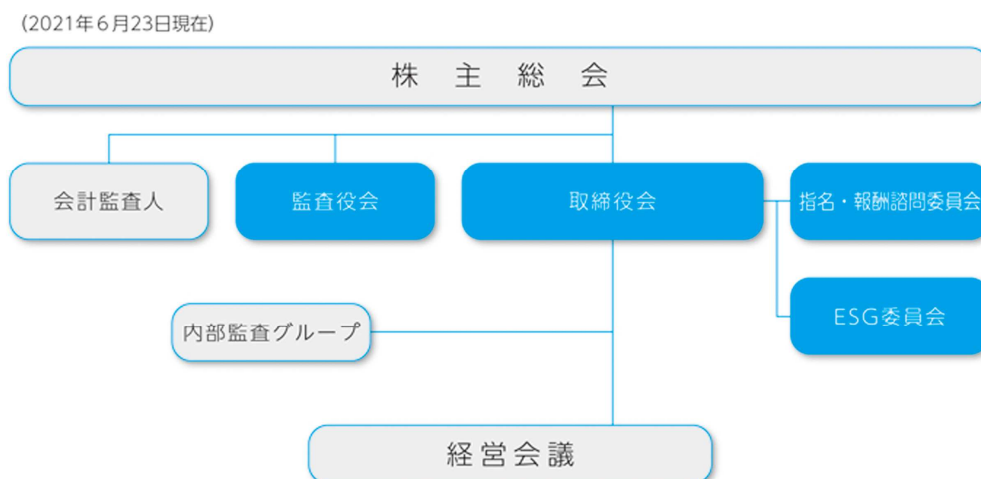 (2021年6月23日現在)
株主総会
会計監査人
監査役会
取締役会
指名・報酬諮問委員会
ESG委員会
内部監査グループ
経営会議